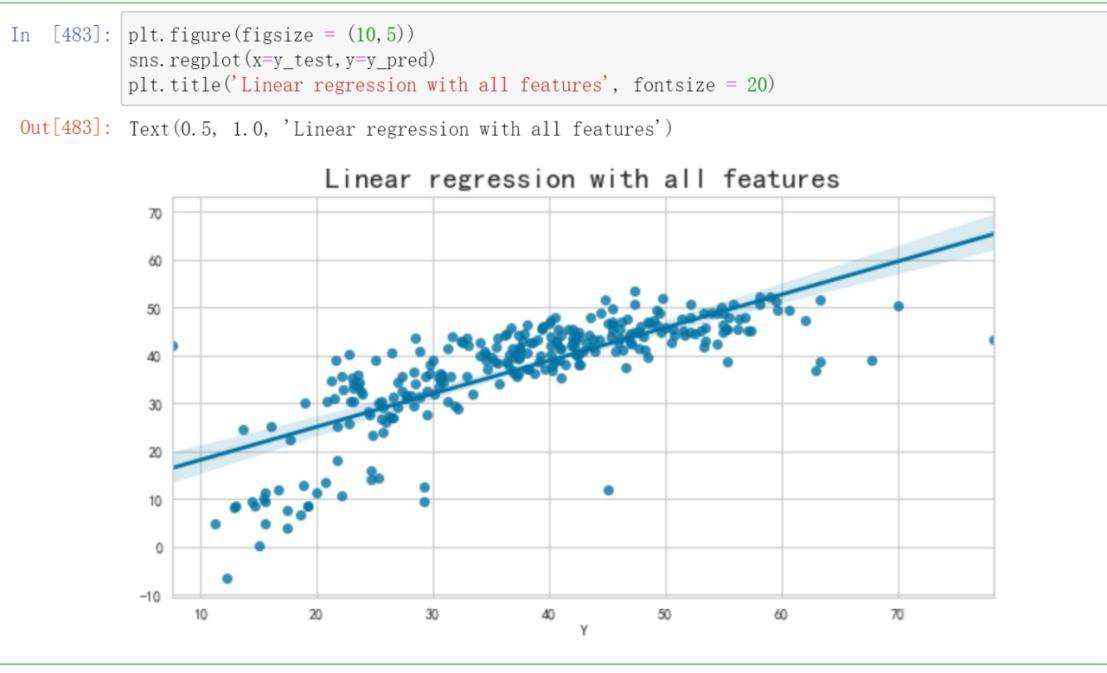 In [483]: plt.figure(figsize = (10,5))
sns.regplot(x=y_test,y=y_pred)
plt.title('Linear regression with all features', fontsize = 20)
Out[483]: Text(0.5, 1.0, 'Linear regression with all features')
Linear regression with all features
70
60
50
40
30
20
10
0
-10
10 20 30 40 50 60 70
Y